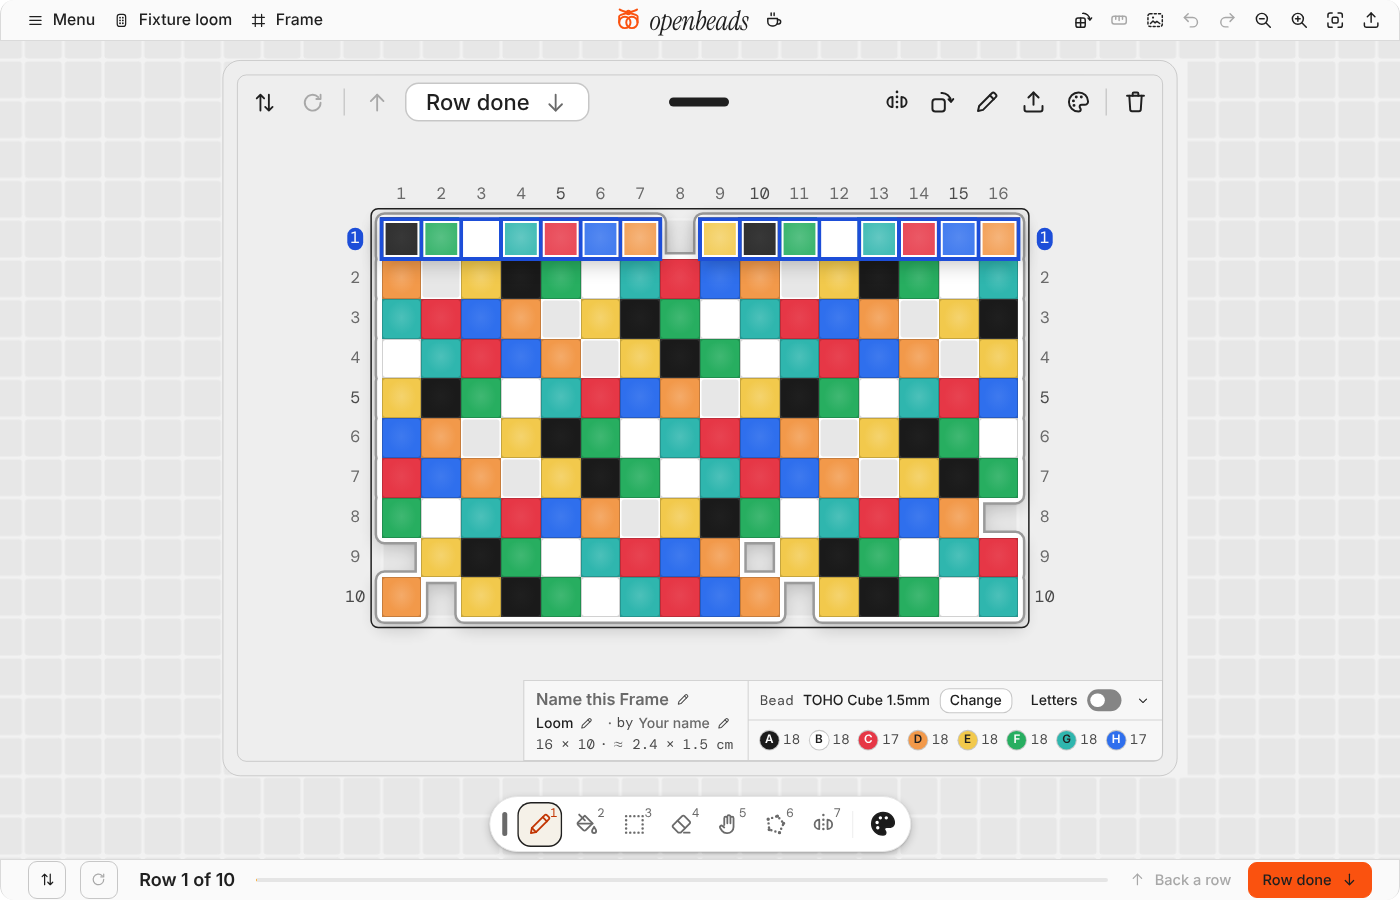 Menu Fixture loom Frame openbeads
Row done
1 2 3 4 5 6 7 8 9 10 11 12 13 14 15 16
1 1
2 2
3 3
4 4
5 5
6 6
7 7
8 8
9 9
10 10
Name this Frame
Loom · by Your name
16 × 10 · ≈ 2.4 × 1.5 cm
Bead TOHO Cube 1.5mm Change Letters
A 18 B 18 C 17 D 18 E 18 F 18 G 18 H 17
1 2 3 4 5 6 7
Row 1 of 10 Back a row Row done